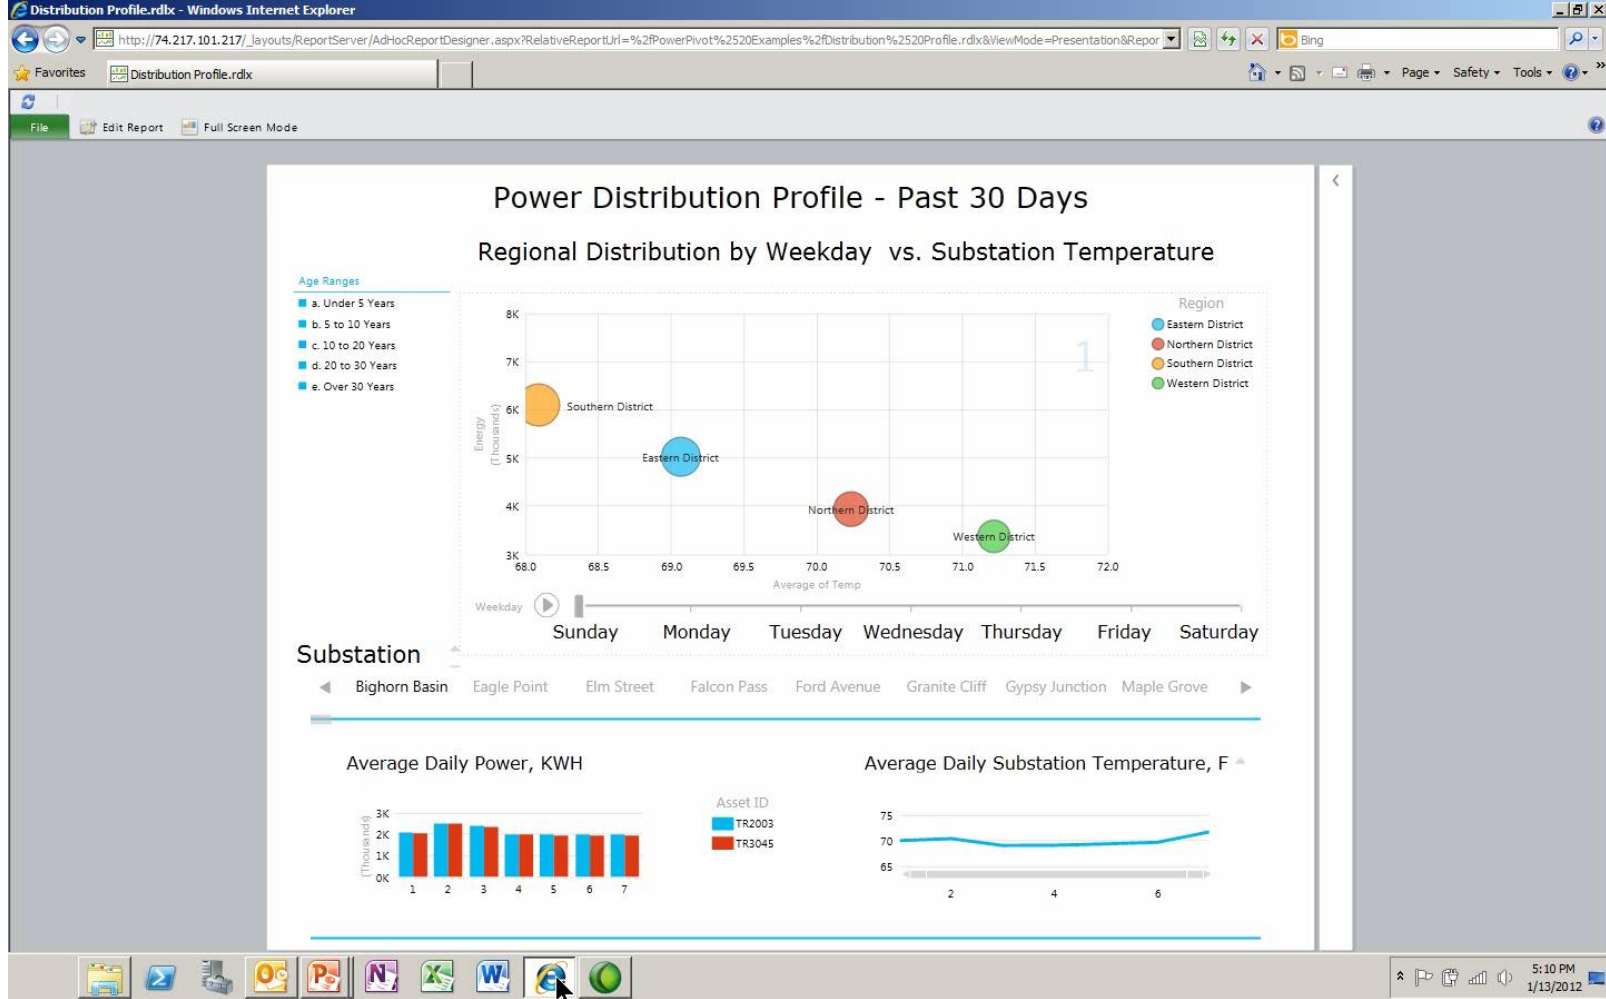 Distribution Profile.rdlx - Windows Internet Explorer
http://74.217.101.217/_layouts/ReportServer/AdHocReportDesigner.aspx?RelativeReportUrl=%2fPowerPivot%2520Examples%2fDistribution%2520Profile.rdlx&ViewMode=Presentation&Repor
Bing
Favorites
Distribution Profile.rdlx
Page
Safety
Tools
File
Edit Report
Full Screen Mode
Power Distribution Profile - Past 30 Days
Regional Distribution by Weekday vs. Substation Temperature
Age Ranges
a. Under 5 Years
b. 5 to 10 Years
c. 10 to 20 Years
d. 20 to 30 Years
e. Over 30 Years
8K
7K
6K
5K
4K
3K
Energy
(Thousands)
1
Southern District
Eastern District
Northern District
Western District
68.0 68.5 69.0 69.5 70.0 70.5 71.0 71.5 72.0
Average of Temp
Region
Eastern District
Northern District
Southern District
Western District
Weekday
Sunday Monday Tuesday Wednesday Thursday Friday Saturday
Substation
Bighorn Basin Eagle Point Elm Street Falcon Pass Ford Avenue Granite Cliff Gypsy Junction Maple Grove
Average Daily Power, KWH
(Thousands)
3K
2K
1K
0K
1 2 3 4 5 6 7
Asset ID
TR2003
TR3045
Average Daily Substation Temperature, F
75
70
65
2 4 6
5:10 PM
1/13/2012